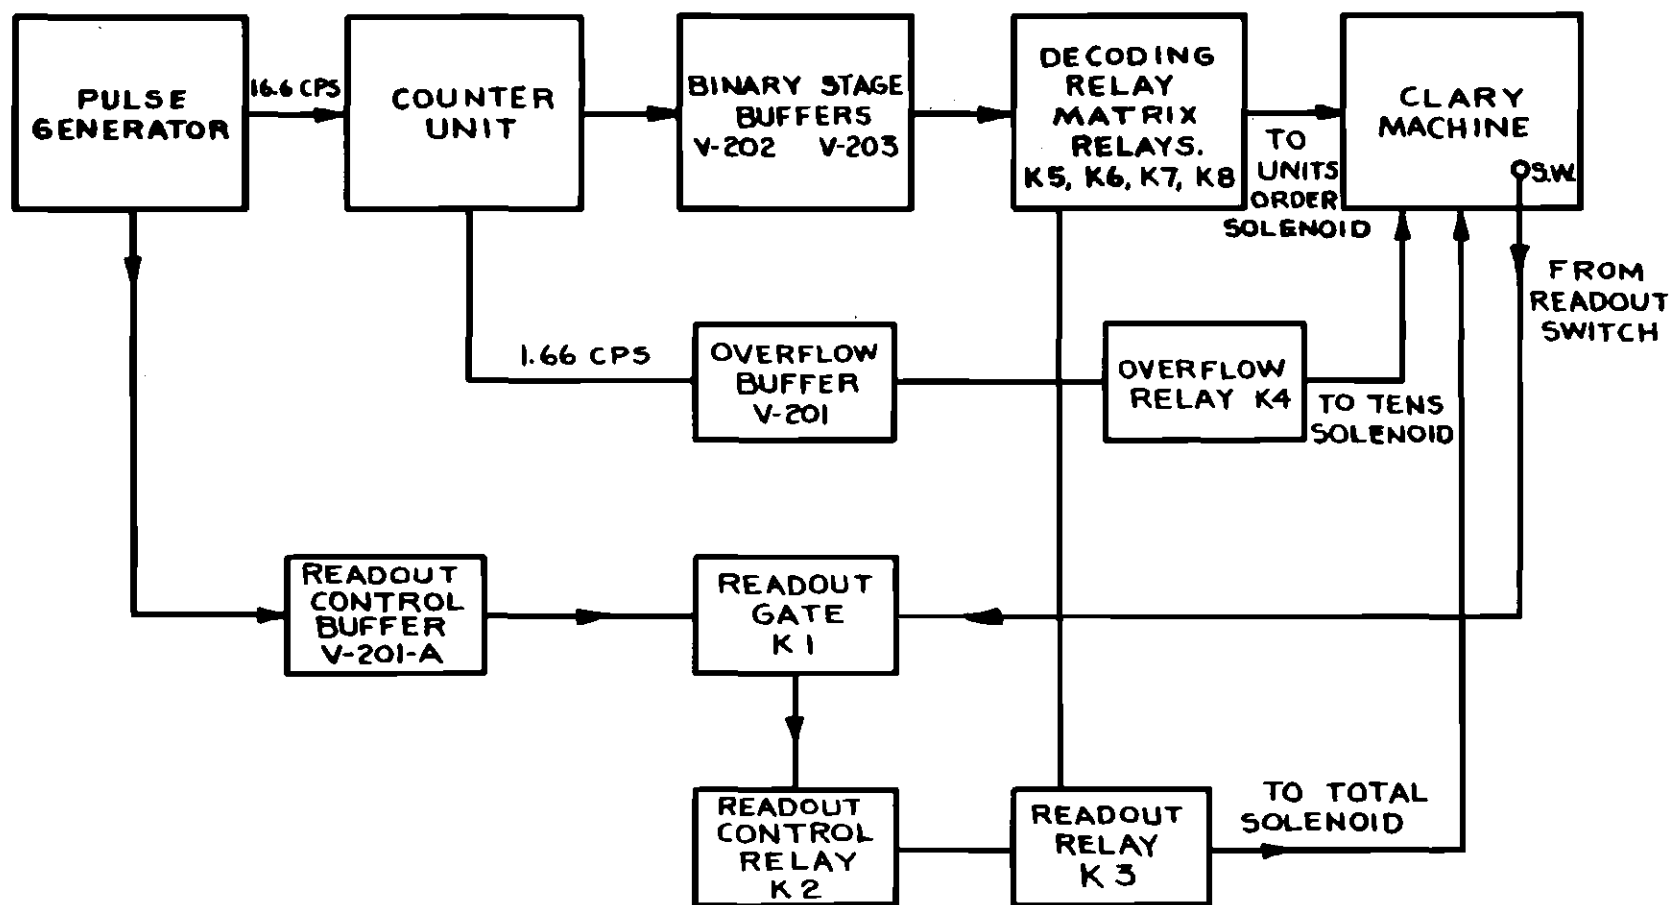 PULSE
GENERATOR
16.6 CPS
COUNTER
UNIT
BINARY STAGE
BUFFERS
V-202 V-203
DECODING
RELAY
MATRIX
RELAYS.
K5, K6, K7, K8
TO
UNITS
ORDER
SOLENOID
CLARY
MACHINE
S.W.
FROM
READOUT
SWITCH
1.66 CPS
OVERFLOW
BUFFER
V-201
OVERFLOW
RELAY K4
TO TENS
SOLENOID
READOUT
CONTROL
BUFFER
V-201-A
READOUT
GATE
K1
READOUT
CONTROL
RELAY
K2
READOUT
RELAY
K3
TO TOTAL
SOLENOID